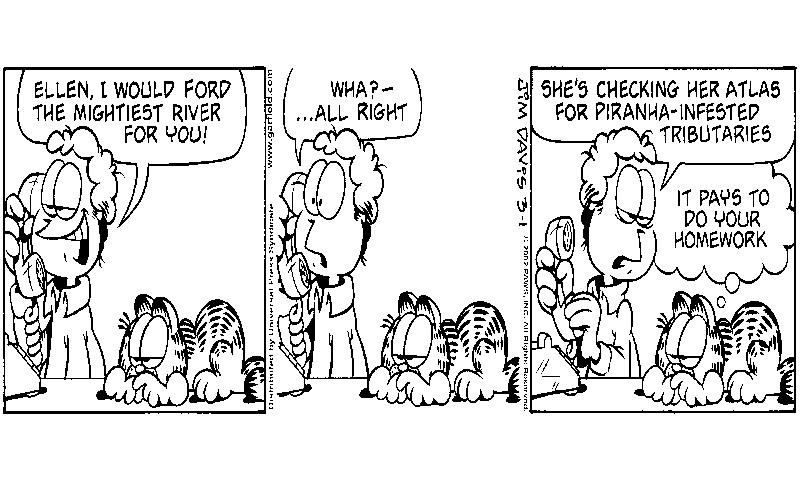 ELLEN, I WOULD FORD
THE MIGHTIEST RIVER
FOR YOU!
www.garfield.com
Distributed by Universal Press Syndicate
WHA?-
...ALL RIGHT
JIM DAVIS 3-1
© 2002 PAWS, INC. All Rights Reserved.
SHE'S CHECKING HER ATLAS
FOR PIRANHA-INFESTED
TRIBUTARIES
IT PAYS TO
DO YOUR
HOMEWORK